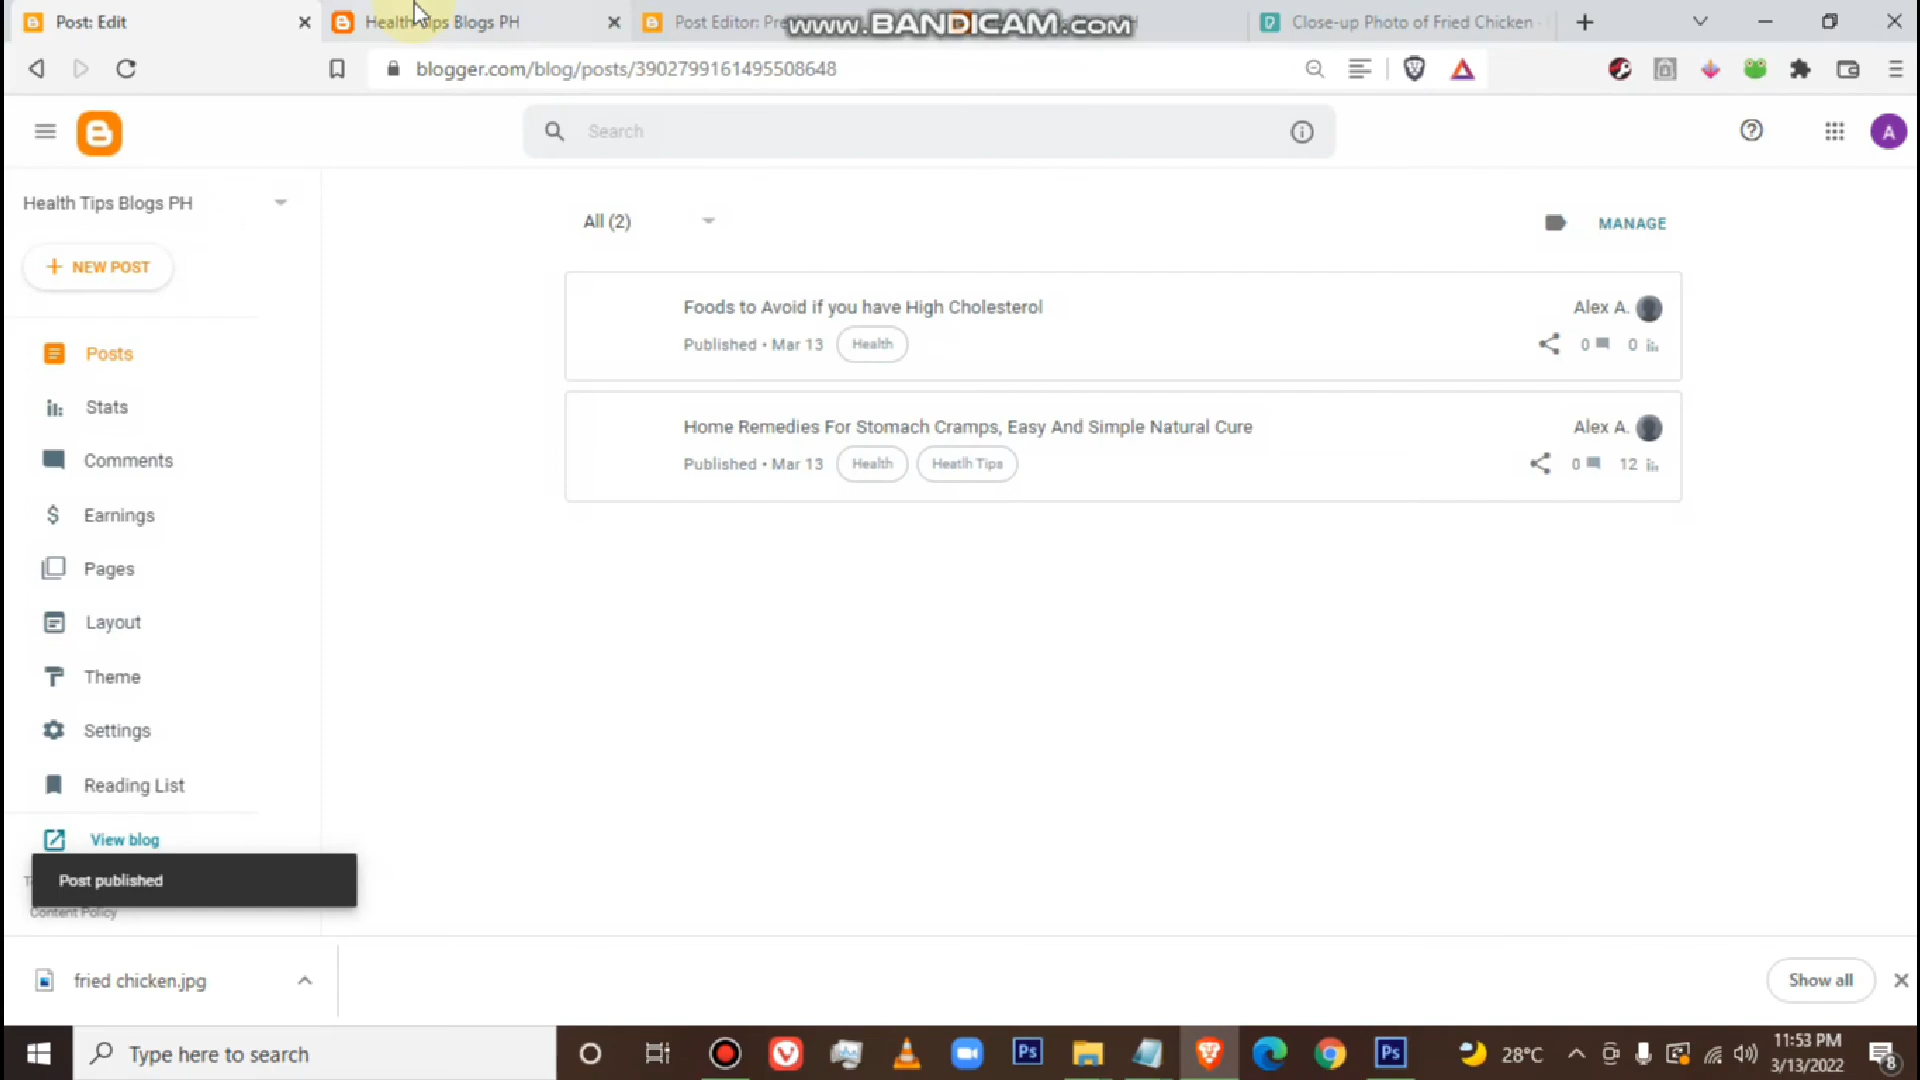 Post: Edit
Health Tips Blogs PH
Post Editor: Pre
www.BANDICAM.com
Close-up Photo of Fried Chicken
blogger.com/blog/posts/3902799161495508648
Search
A
Health Tips Blogs PH
All (2)
MANAGE
NEW POST
Foods to Avoid if you have High Cholesterol
Alex A.
Published • Mar 13
Health
0
0
Posts
Stats
Home Remedies For Stomach Cramps, Easy And Simple Natural Cure
Alex A.
Published • Mar 13
Health
Heatlh Tips
0
12
Comments
Earnings
Pages
Layout
Theme
Settings
Reading List
View blog
Post published
Content Policy
fried chicken.jpg
Show all
Type here to search
Ps
Ps
28°C
11:53 PM
3/13/2022
8